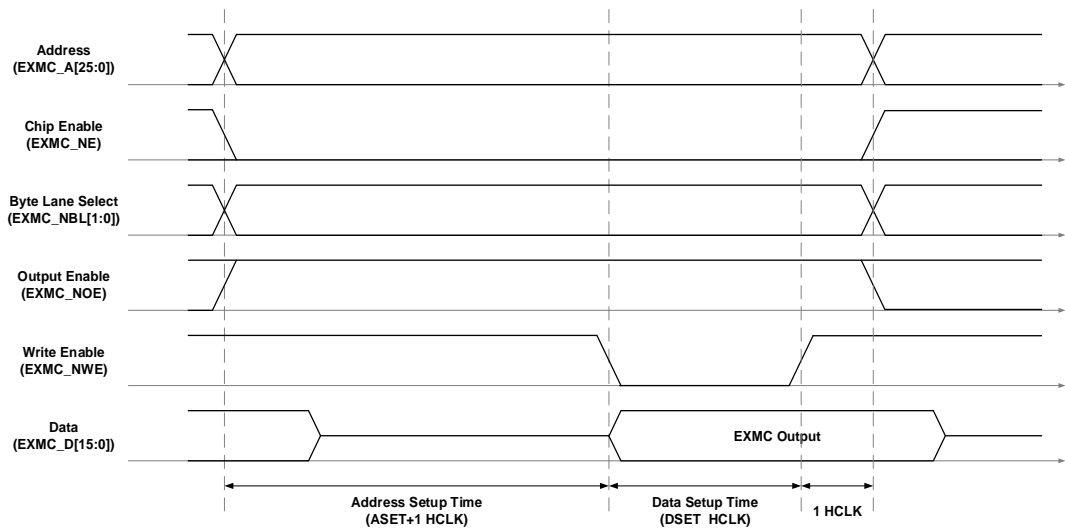 Address
(EXMC_A[25:0])
Chip Enable
(EXMC_NE)
Byte Lane Select
(EXMC_NBL[1:0])
Output Enable
(EXMC_NOE)
Write Enable
(EXMC_NWE)
Data
(EXMC_D[15:0])
EXMC Output
Address Setup Time
(ASET+1 HCLK)
Data Setup Time
(DSET HCLK)
1 HCLK